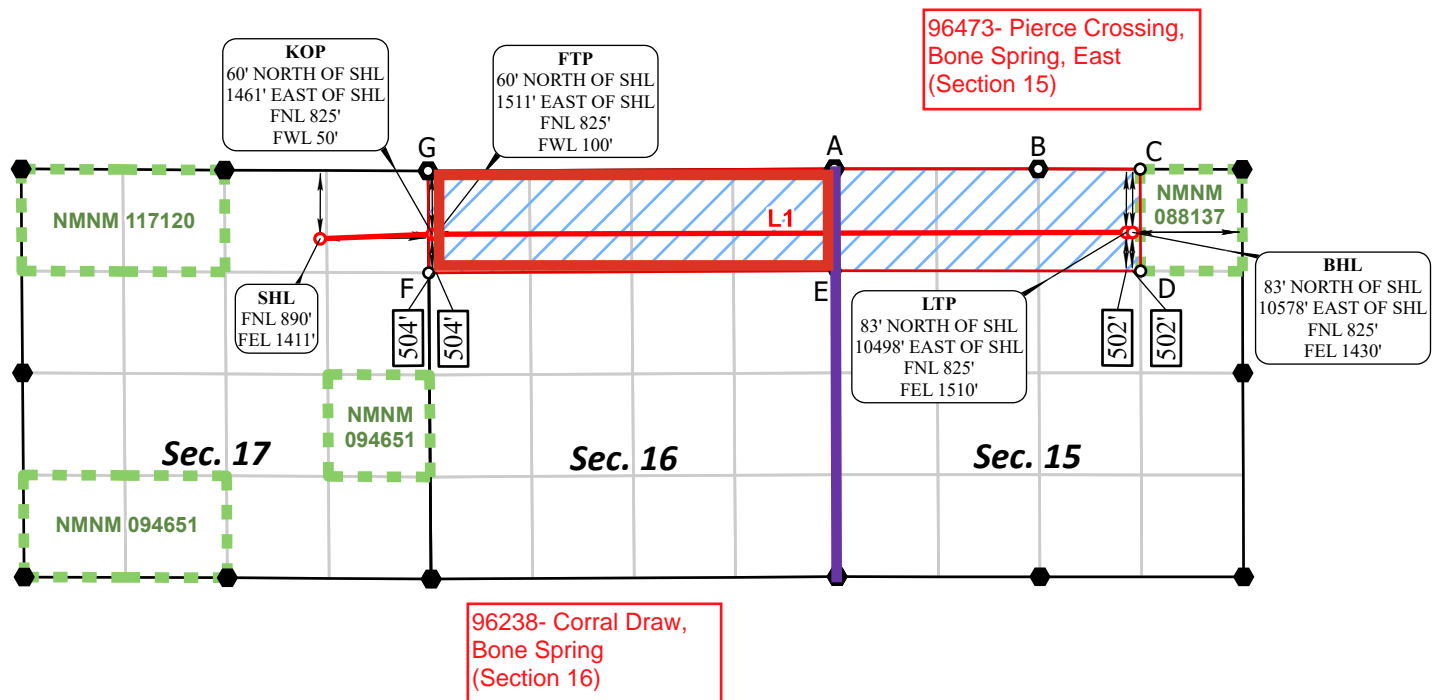 96473- Pierce Crossing,
Bone Spring, East
(Section 15)
KOP
60' NORTH OF SHL
1461' EAST OF SHL
FNL 825'
FWL 50'
FTP
60' NORTH OF SHL
1511' EAST OF SHL
FNL 825'
FWL 100'
G
A
B
C
NMNM 117120
L1
NMNM
088137
F
E
D
SHL
FNL 890'
FEL 1411'
504'
504'
LTP
83' NORTH OF SHL
10498' EAST OF SHL
FNL 825'
FEL 1510'
502'
502'
BHL
83' NORTH OF SHL
10578' EAST OF SHL
FNL 825'
FEL 1430'
NMNM
094651
Sec. 17
Sec. 16
Sec. 15
NMNM 094651
96238- Corral Draw,
Bone Spring
(Section 16)